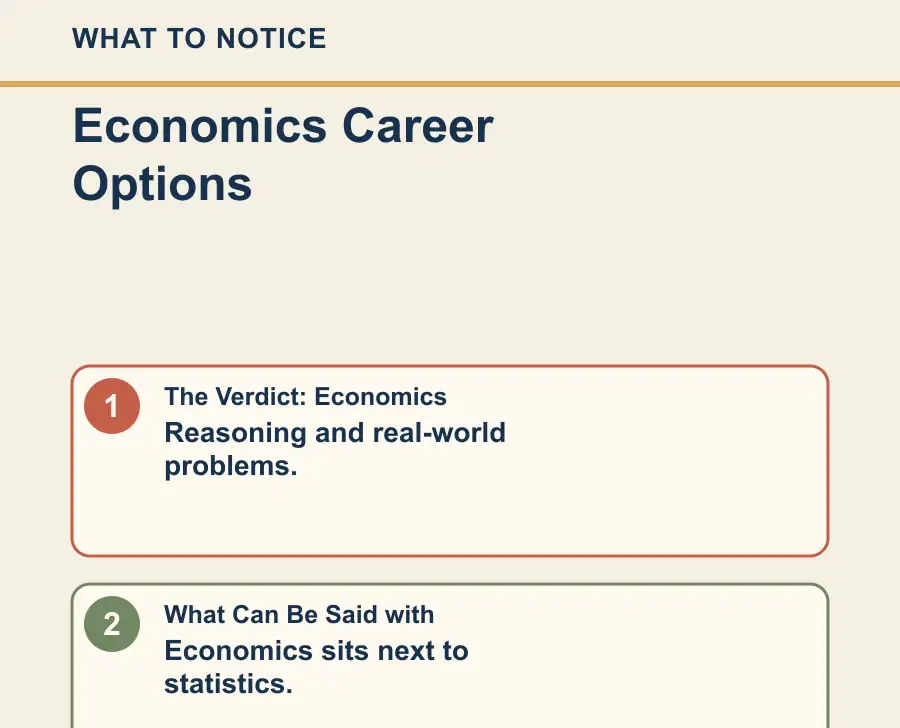 WHAT TO NOTICE
Economics Career
Options
1
The Verdict: Economics
Reasoning and real-world
problems.
2
What Can Be Said with
Economics sits next to
statistics.